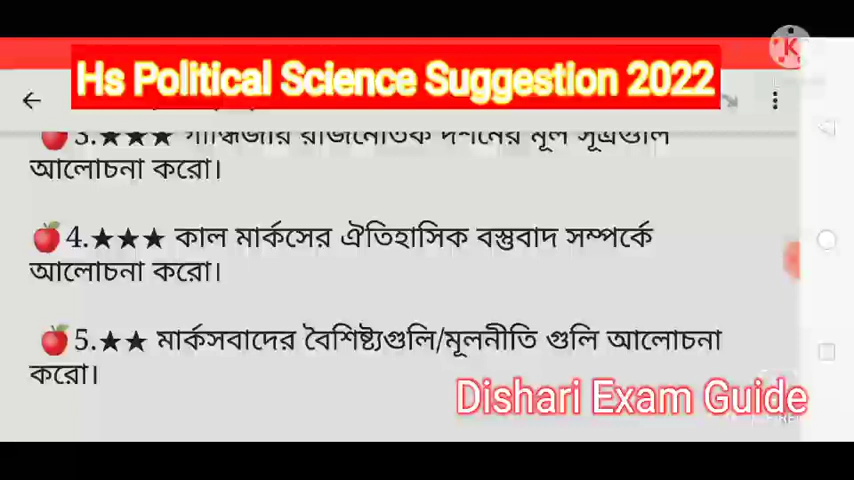 Hs Political Science Suggestion 2022
3.★★★ গান্ধিজীর রাজনৈতিক দর্শনের মূল সূত্রগুলি
আলোচনা করো।
4.★★★ কাল মার্কসের ঐতিহাসিক বস্তুবাদ সম্পর্কে
আলোচনা করো।
5.★★ মার্কসবাদের বৈশিষ্ট্যগুলি/মূলনীতি গুলি আলোচনা
করো।
Dishari Exam Guide